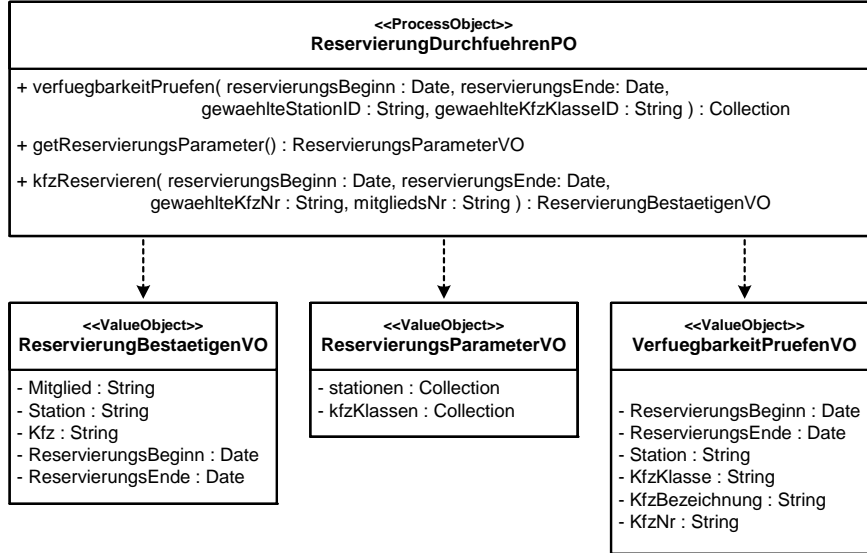 <<ProcessObject>>
ReservierungDurchfuehrenPO
+ verfuegbarkeitPruefen( reservierungsBeginn : Date, reservierungsEnde: Date,
gewaehlteStationID : String, gewaehlteKfzKlasseID : String ) : Collection
+ getReservierungsParameter() : ReservierungsParameterVO
+ kfzReservieren( reservierungsBeginn : Date, reservierungsEnde: Date,
gewaehlteKfzNr : String, mitgliedsNr : String ) : ReservierungBestaetigenVO
<<ValueObject>>
ReservierungBestaetigenVO
- Mitglied : String
- Station : String
- Kfz : String
- ReservierungsBeginn : Date
- ReservierungsEnde : Date
<<ValueObject>>
ReservierungsParameterVO
- stationen : Collection
- kfzKlassen : Collection
<<ValueObject>>
VerfuegbarkeitPruefenVO
- ReservierungsBeginn : Date
- ReservierungsEnde : Date
- Station : String
- KfzKlasse : String
- KfzBezeichnung : String
- KfzNr : String